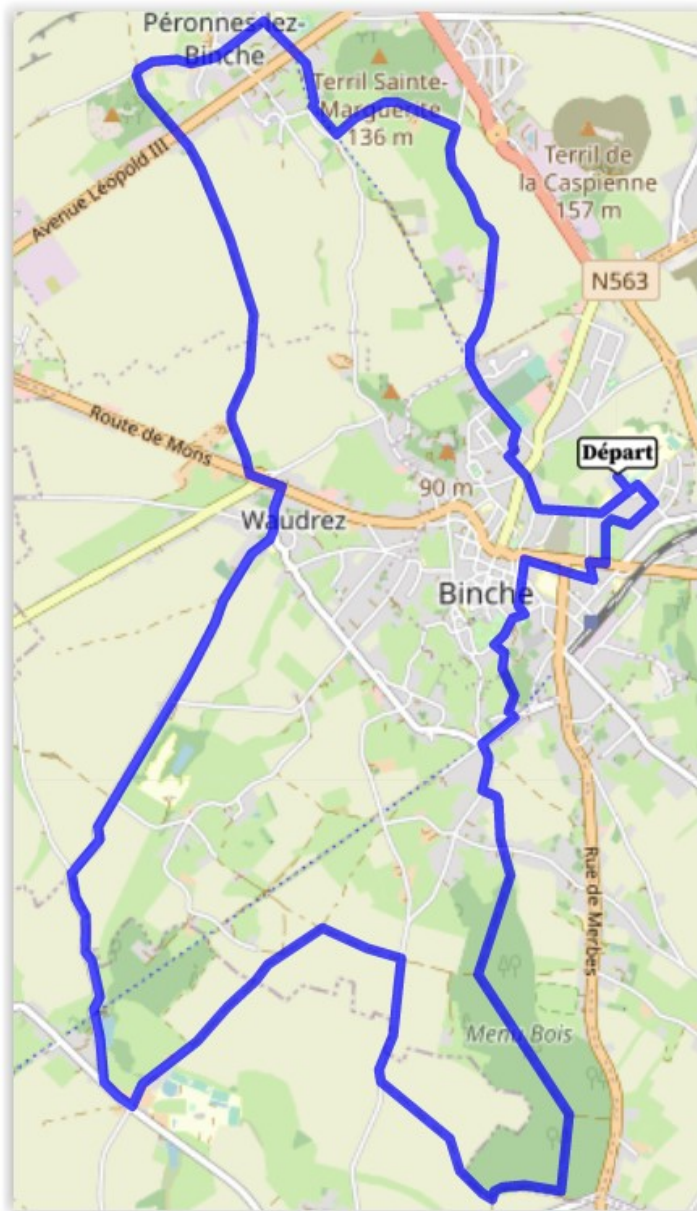 Péronnes-lez-
Binche
Terril Sainte-
Marguerite
136 m
Terril de
la Caspienne
157 m
Avenue Léopold III
N563
Route de Mons
Départ
90 m
Waudrez
Binche
Rue de Merbes
Menu Bois